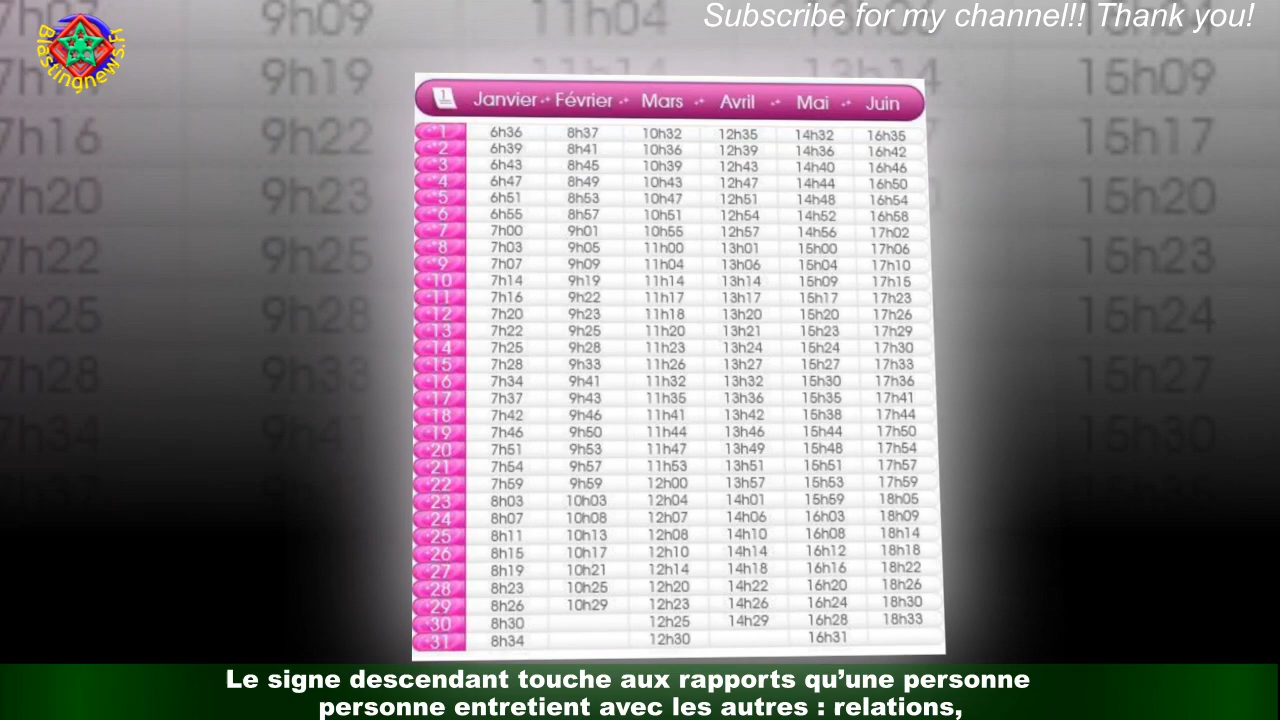 Subscribe for my channel!! Thank you!
Blastingnews.Fr
1 Janvier Février Mars Avril Mai Juin
1 6h36 8h37 10h32 12h35 14h32 16h35
2 6h39 8h41 10h36 12h39 14h36 16h42
3 6h43 8h45 10h39 12h43 14h40 16h46
4 6h47 8h49 10h43 12h47 14h44 16h50
5 6h51 8h53 10h47 12h51 14h48 16h54
6 6h55 8h57 10h51 12h54 14h52 16h58
7 7h00 9h01 10h55 12h57 14h56 17h02
8 7h03 9h05 11h00 13h01 15h00 17h06
9 7h07 9h09 11h04 13h06 15h04 17h10
10 7h14 9h19 11h14 13h14 15h09 17h15
11 7h16 9h22 11h17 13h17 15h17 17h23
12 7h20 9h23 11h18 13h20 15h20 17h26
13 7h22 9h25 11h20 13h21 15h23 17h29
14 7h25 9h28 11h23 13h24 15h24 17h30
15 7h28 9h33 11h26 13h27 15h27 17h33
16 7h34 9h41 11h32 13h32 15h30 17h36
17 7h37 9h43 11h35 13h36 15h35 17h41
18 7h42 9h46 11h41 13h42 15h38 17h44
19 7h46 9h50 11h44 13h46 15h44 17h50
20 7h51 9h53 11h47 13h49 15h48 17h54
21 7h54 9h57 11h53 13h51 15h51 17h57
22 7h59 9h59 12h00 13h57 15h53 17h59
23 8h03 10h03 12h04 14h01 15h59 18h05
24 8h07 10h08 12h07 14h06 16h03 18h09
25 8h11 10h13 12h08 14h10 16h08 18h14
26 8h15 10h17 12h10 14h14 16h12 18h18
27 8h19 10h21 12h14 14h18 16h16 18h22
28 8h23 10h25 12h20 14h22 16h20 18h26
29 8h26 10h29 12h23 14h26 16h24 18h30
30 8h30 12h25 14h29 16h28 18h33
31 8h34 12h30 16h31
Le signe descendant touche aux rapports qu’une personne
personne entretient avec les autres : relations,